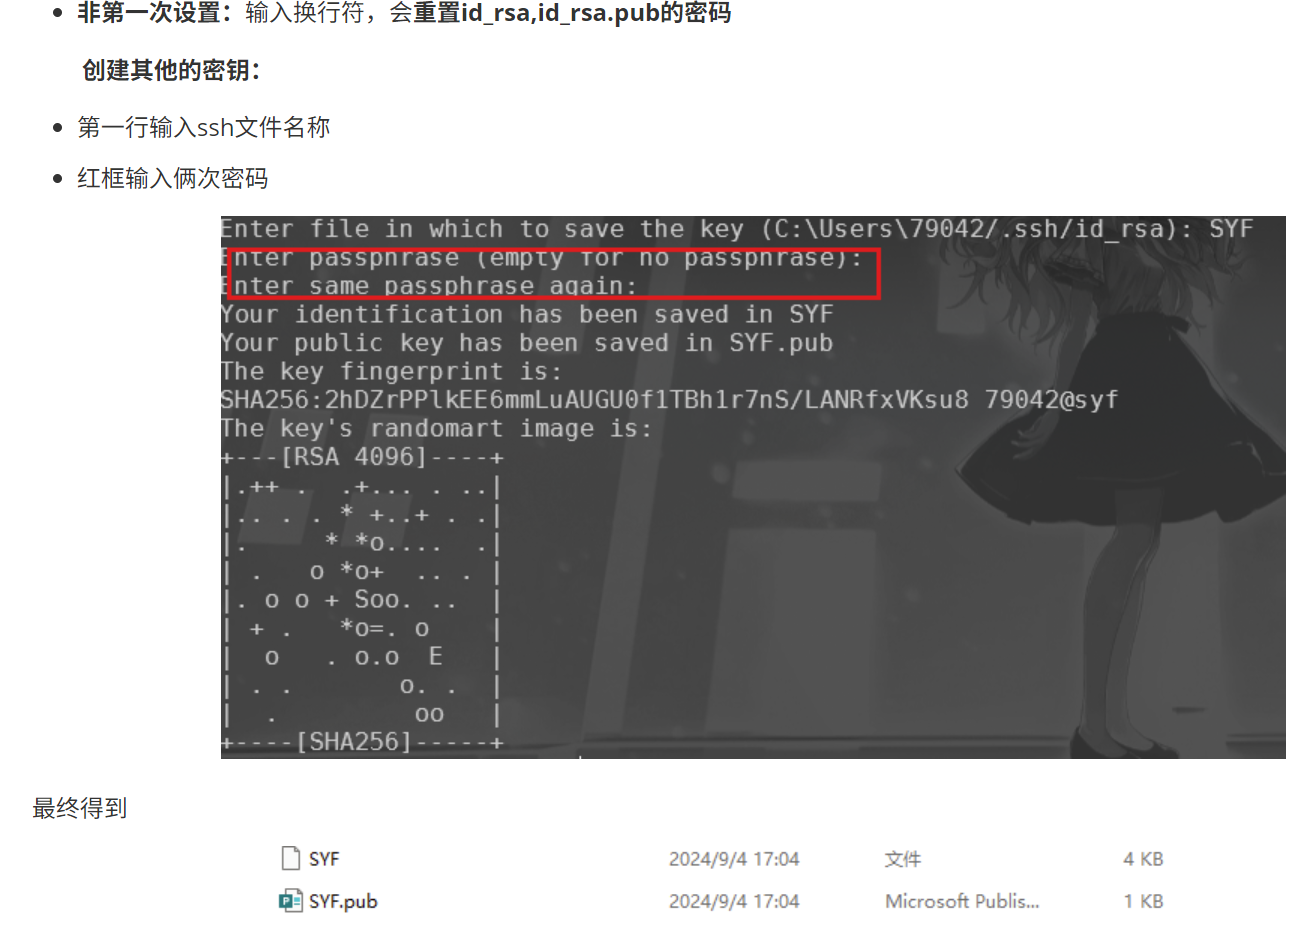 非第一次设置：输入换行符，会重置id_rsa,id_rsa.pub的密码
创建其他的密钥：
第一行输入ssh文件名称
红框输入俩次密码
Enter file in which to save the key (C:\Users\79042/.ssh/id_rsa): SYF
Enter passphrase (empty for no passphrase):
Enter same passphrase again:
Your identification has been saved in SYF
Your public key has been saved in SYF.pub
The key fingerprint is:
SHA256:2hDZrPPlkEE6mmLuAUGU0f1TBh1r7nS/LANRfxVKsu8 79042@syf
The key's randomart image is:
+---[RSA 4096]----+
|.++ .  .+... . ..|
|.. . . * +..+ . .|
|.     * *o....  .|
| .   o *o+  .. . |
|. o o + Soo. ..  |
| + .   *o=. o    |
|  o   . o.o  E   |
| . .       o. .  |
|  .         oo   |
+----[SHA256]-----+
最终得到
SYF 2024/9/4 17:04 文件 4 KB
SYF.pub 2024/9/4 17:04 Microsoft Publis... 1 KB